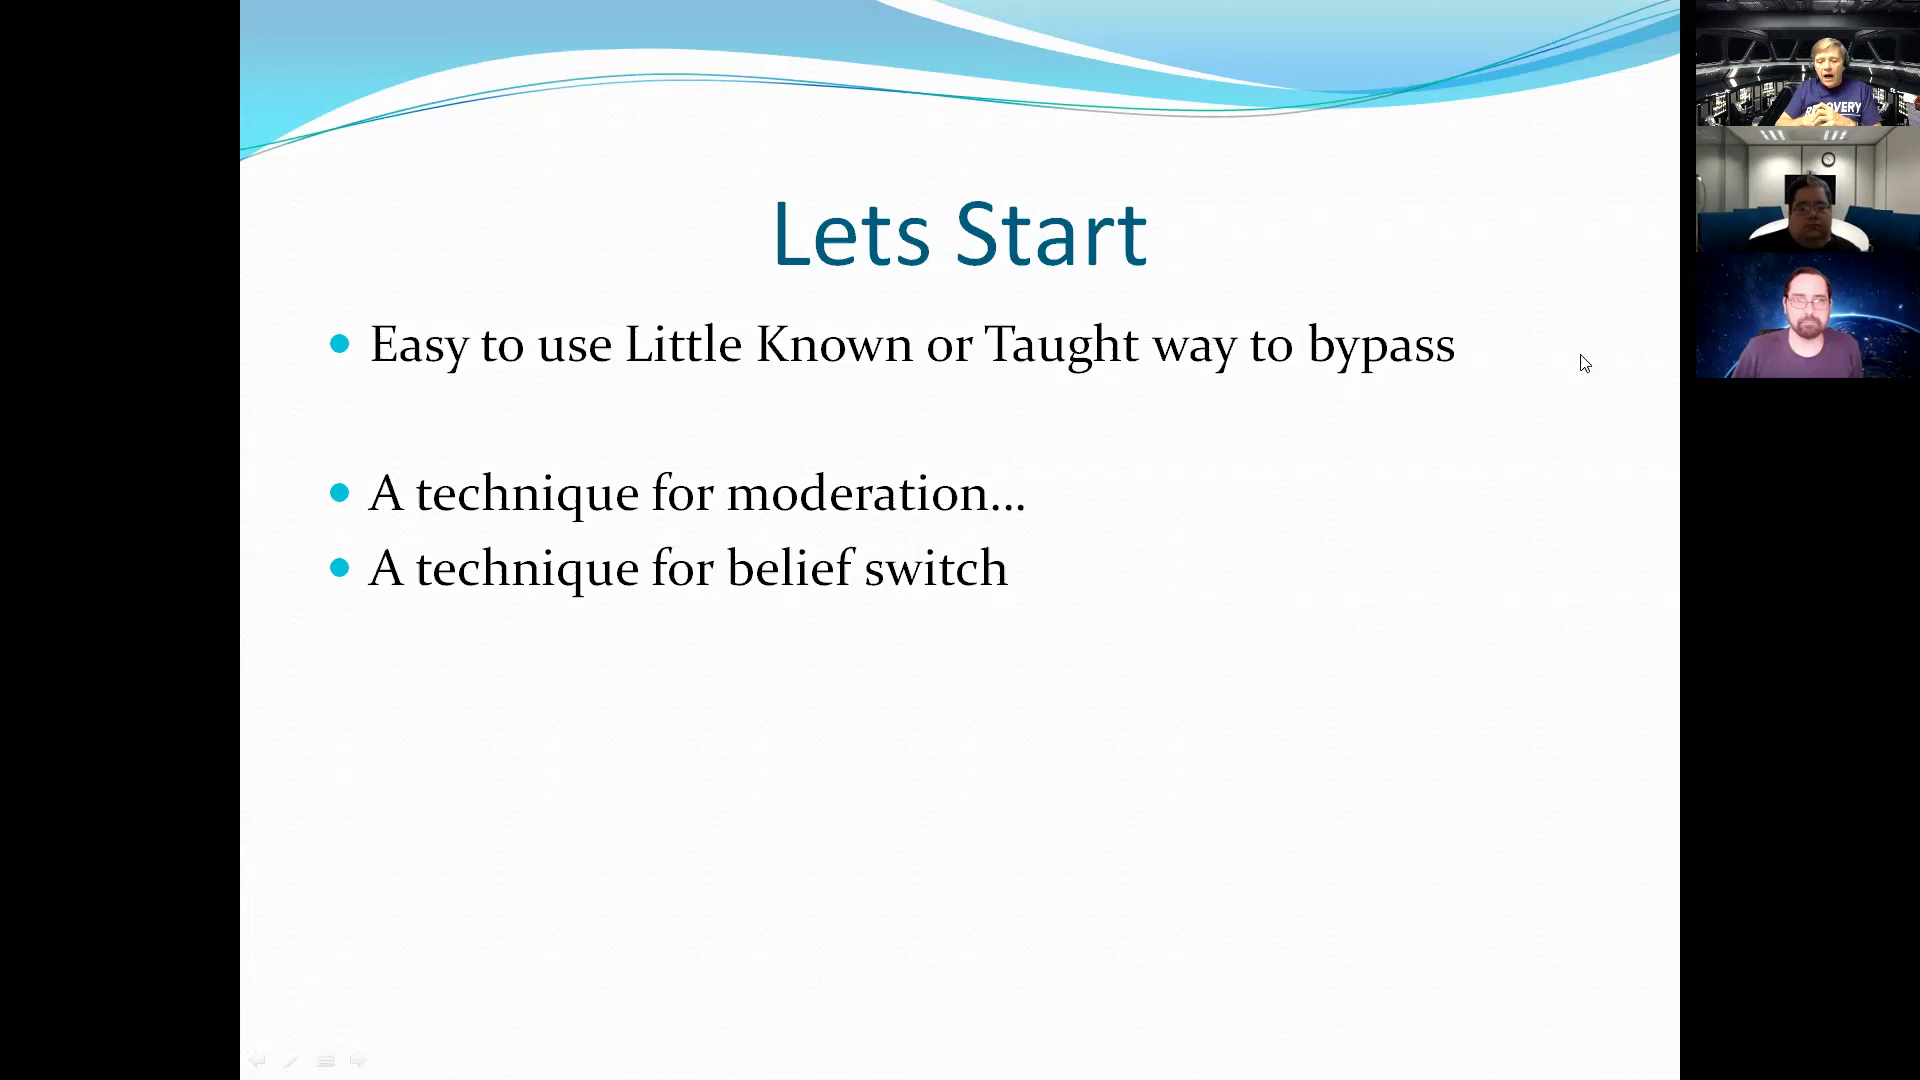 Lets Start
Easy to use Little Known or Taught way to bypass
A technique for moderation...
A technique for belief switch
RECOVERY